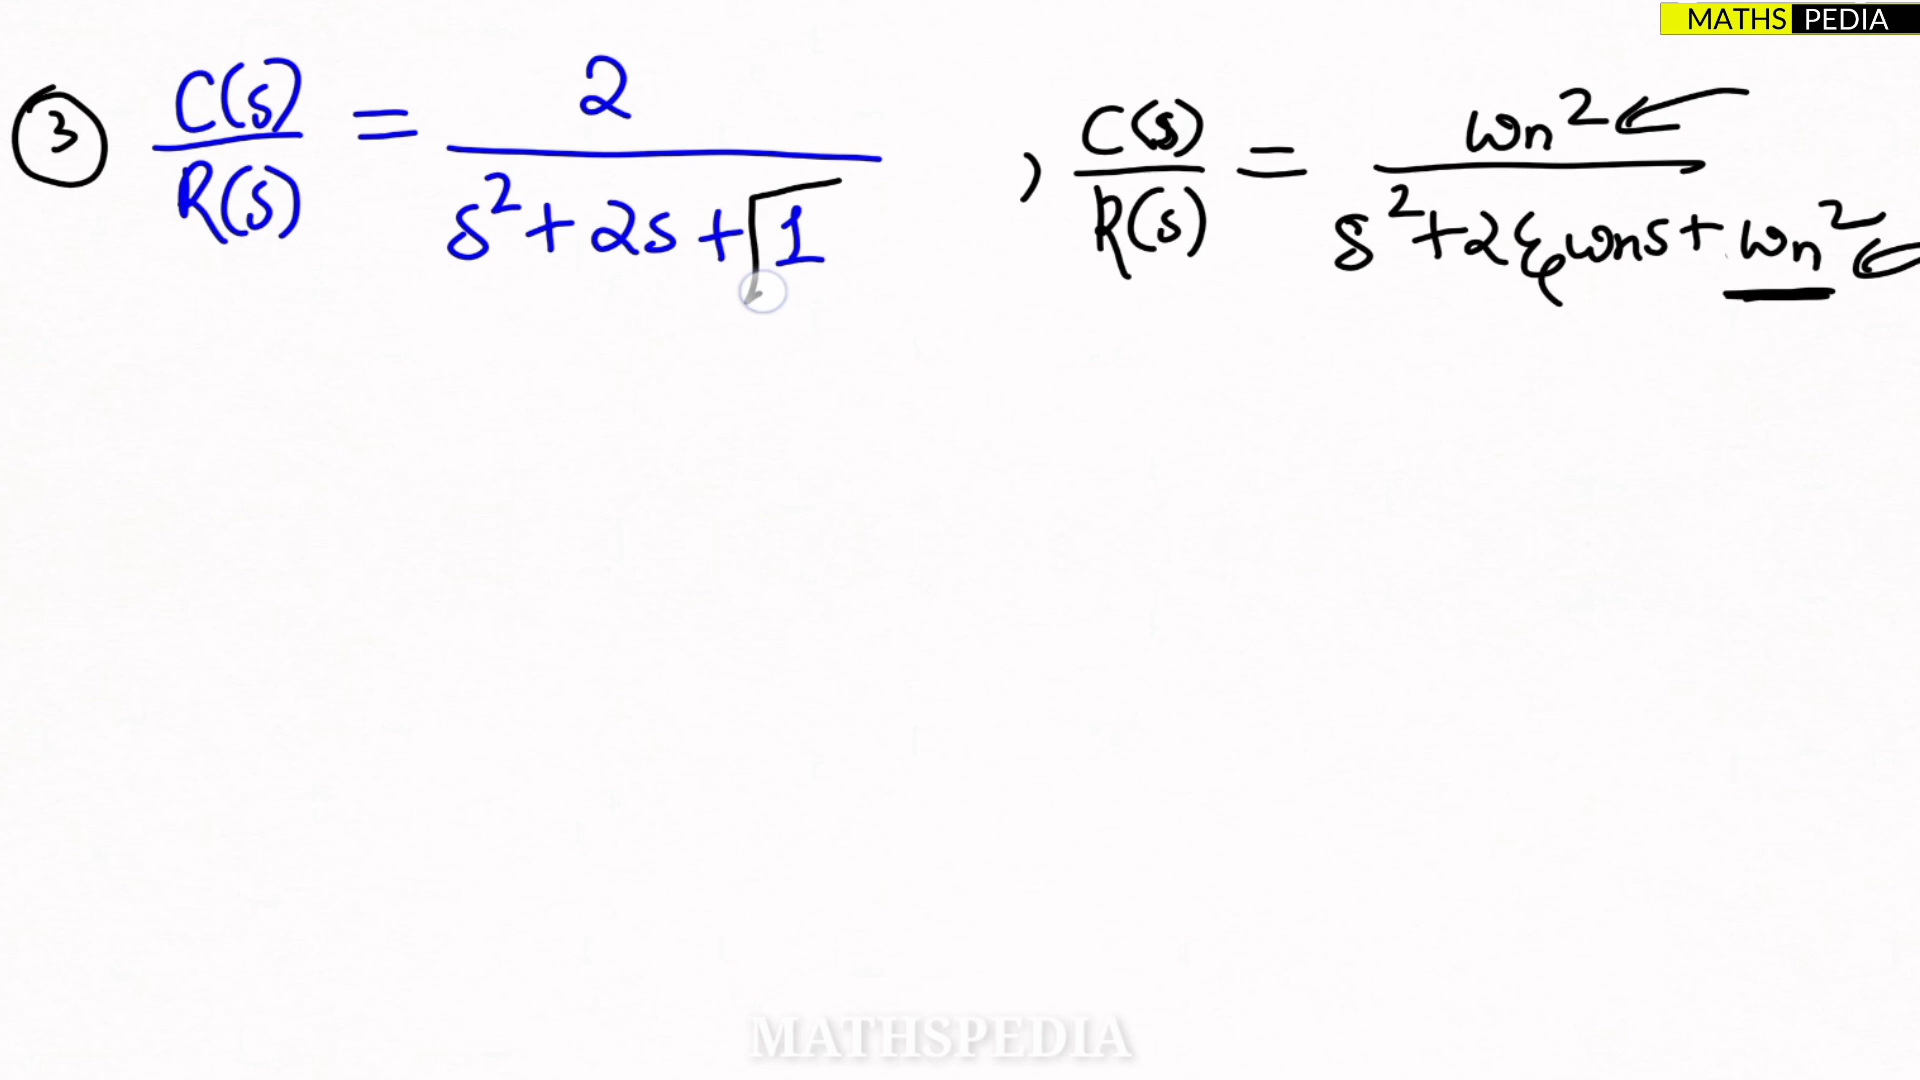 MATHS PEDIA
3 C(s)/R(s) = 2/(s²+2s+1) , C(s)/R(s) = ωn²/(s²+2ξωns+ωn²)
MATHSPEDIA